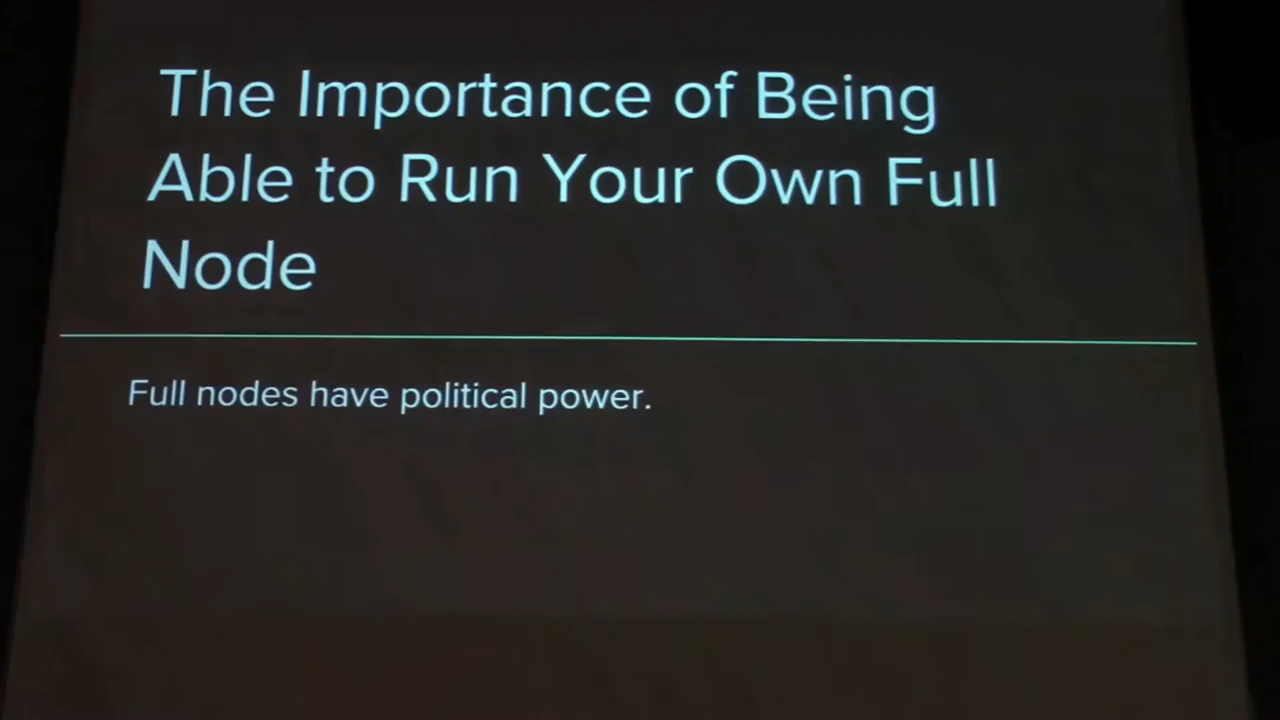 The Importance of Being
Able to Run Your Own Full
Node
Full nodes have political power.